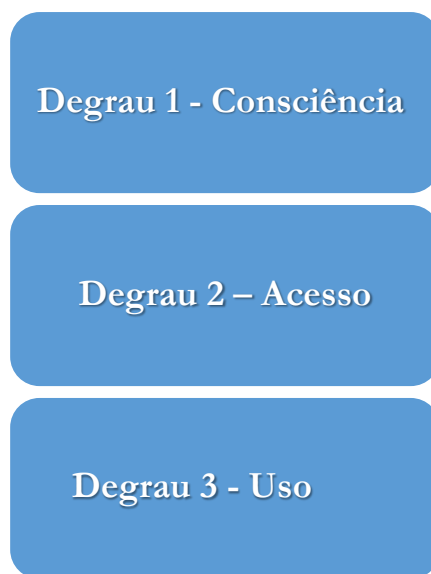 Degrau 1 - Consciência
Degrau 2 – Acesso
Degrau 3 - Uso